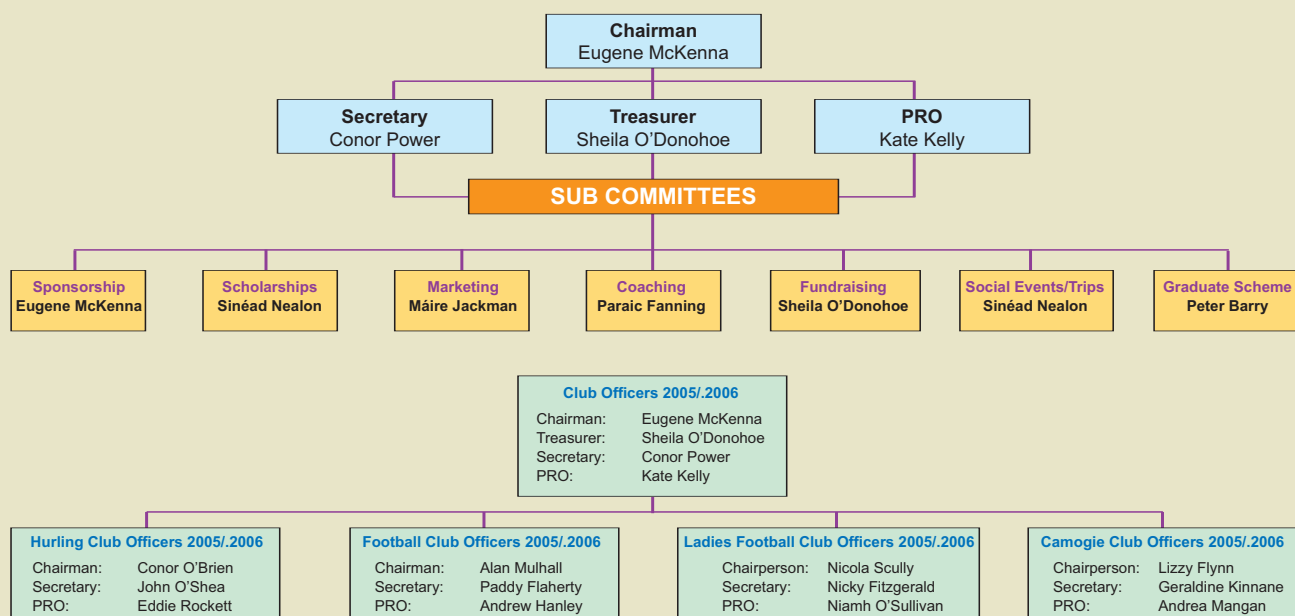 Chairman
Eugene McKenna
Secretary
Conor Power
Treasurer
Sheila O'Donohoe
PRO
Kate Kelly
SUB COMMITTEES
Sponsorship
Eugene McKenna
Scholarships
Sinéad Nealon
Marketing
Máire Jackman
Coaching
Paraic Fanning
Fundraising
Sheila O'Donohoe
Social Events/Trips
Sinéad Nealon
Graduate Scheme
Peter Barry
Club Officers 2005/.2006
Chairman: Eugene McKenna
Treasurer: Sheila O'Donohoe
Secretary: Conor Power
PRO: Kate Kelly
Hurling Club Officers 2005/.2006
Chairman: Conor O'Brien
Secretary: John O'Shea
PRO: Eddie Rockett
Football Club Officers 2005/.2006
Chairman: Alan Mulhall
Secretary: Paddy Flaherty
PRO: Andrew Hanley
Ladies Football Club Officers 2005/.2006
Chairperson: Nicola Scully
Secretary: Nicky Fitzgerald
PRO: Niamh O'Sullivan
Camogie Club Officers 2005/.2006
Chairperson: Lizzy Flynn
Secretary: Geraldine Kinnane
PRO: Andrea Mangan